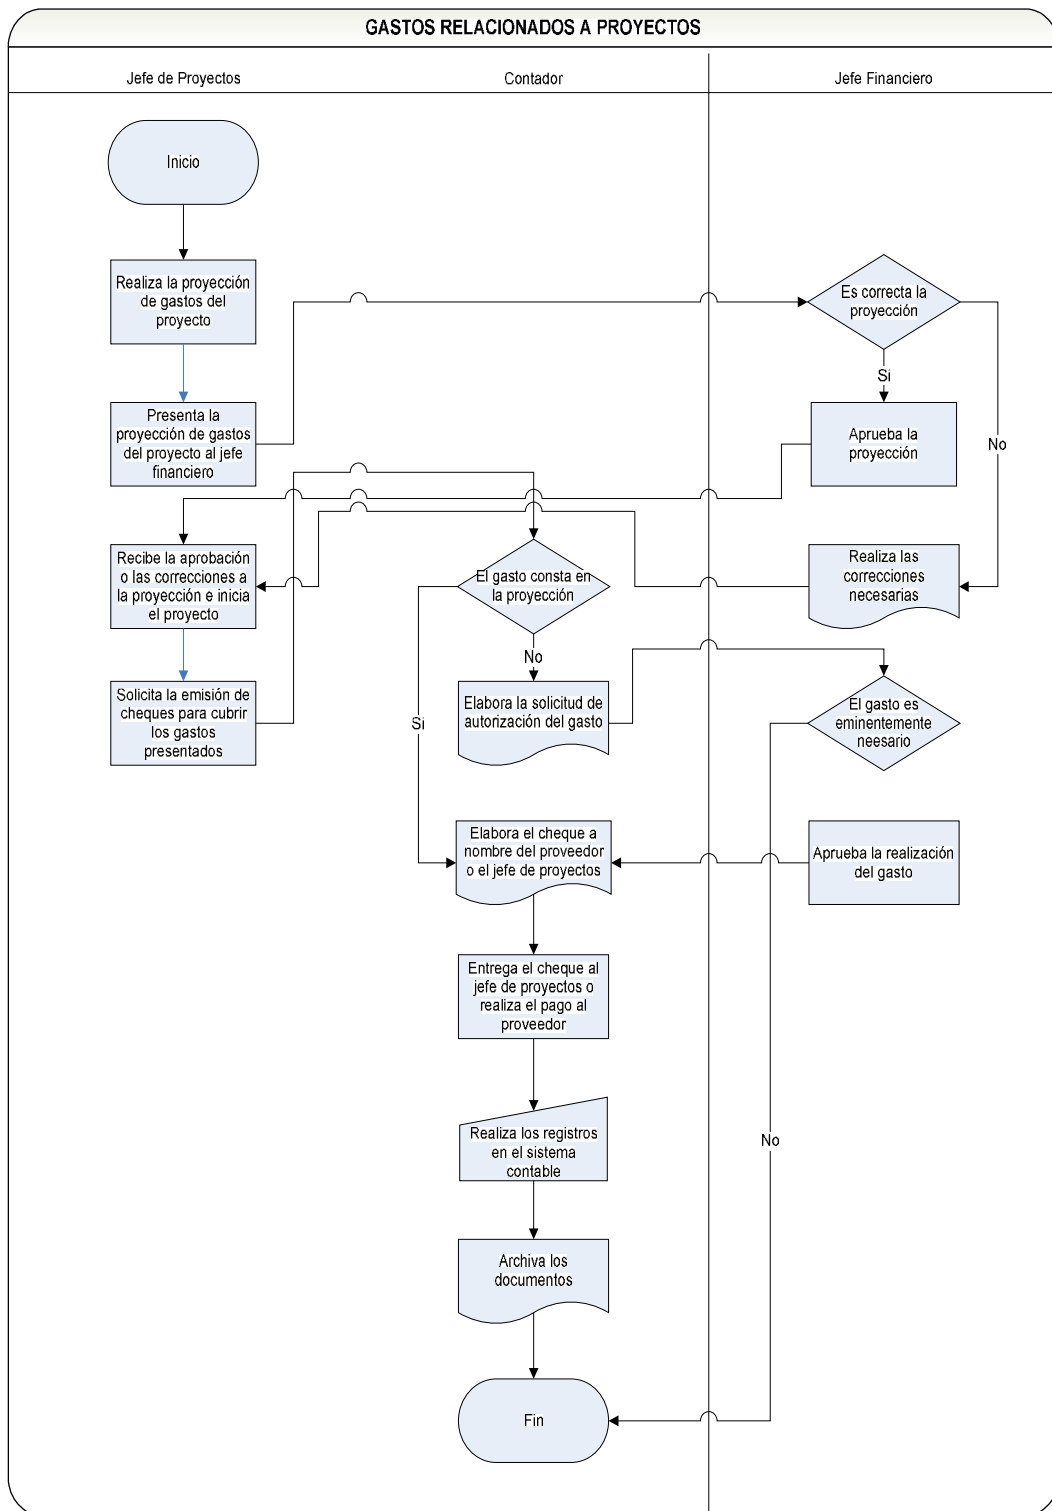 GASTOS RELACIONADOS A PROYECTOS
Jefe de Proyectos
Contador
Jefe Financiero
Inicio
Realiza la proyección
de gastos del
proyecto
Es correcta la
proyección
Si
No
Presenta la
proyección de gastos
del proyecto al jefe
financiero
Aprueba la
proyección
Recibe la aprobación
o las correcciones a
la proyección e inicia
el proyecto
El gasto consta en
la proyección
Realiza las
correcciones
necesarias
No
Si
Solicita la emisión de
cheques para cubrir
los gastos
presentados
Elabora la solicitud de
autorización del gasto
El gasto es
eminentemente
neesario
Elabora el cheque a
nombre del proveedor
o el jefe de proyectos
Aprueba la realización
del gasto
Entrega el cheque al
jefe de proyectos o
realiza el pago al
proveedor
Realiza los registros
en el sistema
contable
No
Archiva los
documentos
Fin